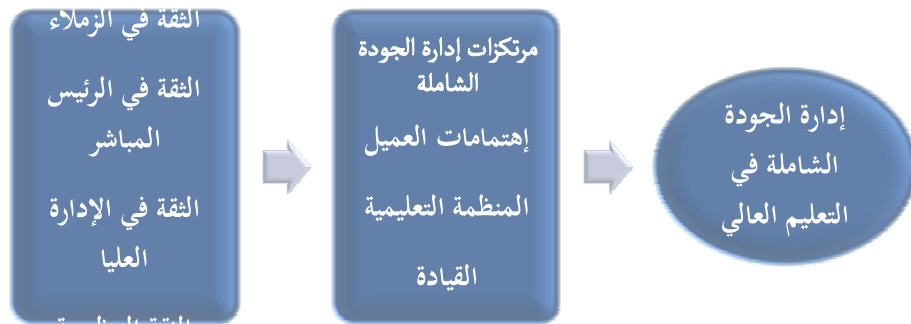 الثقة في الزملاء
الثقة في الرئيس
المباشر
الثقة في الإدارة
العليا
مرتكزات إدارة الجودة
الشاملة
إهتمامات العميل
المنظمة التعليمية
القيادة
إدارة الجودة
الشاملة في
التعليم العالي